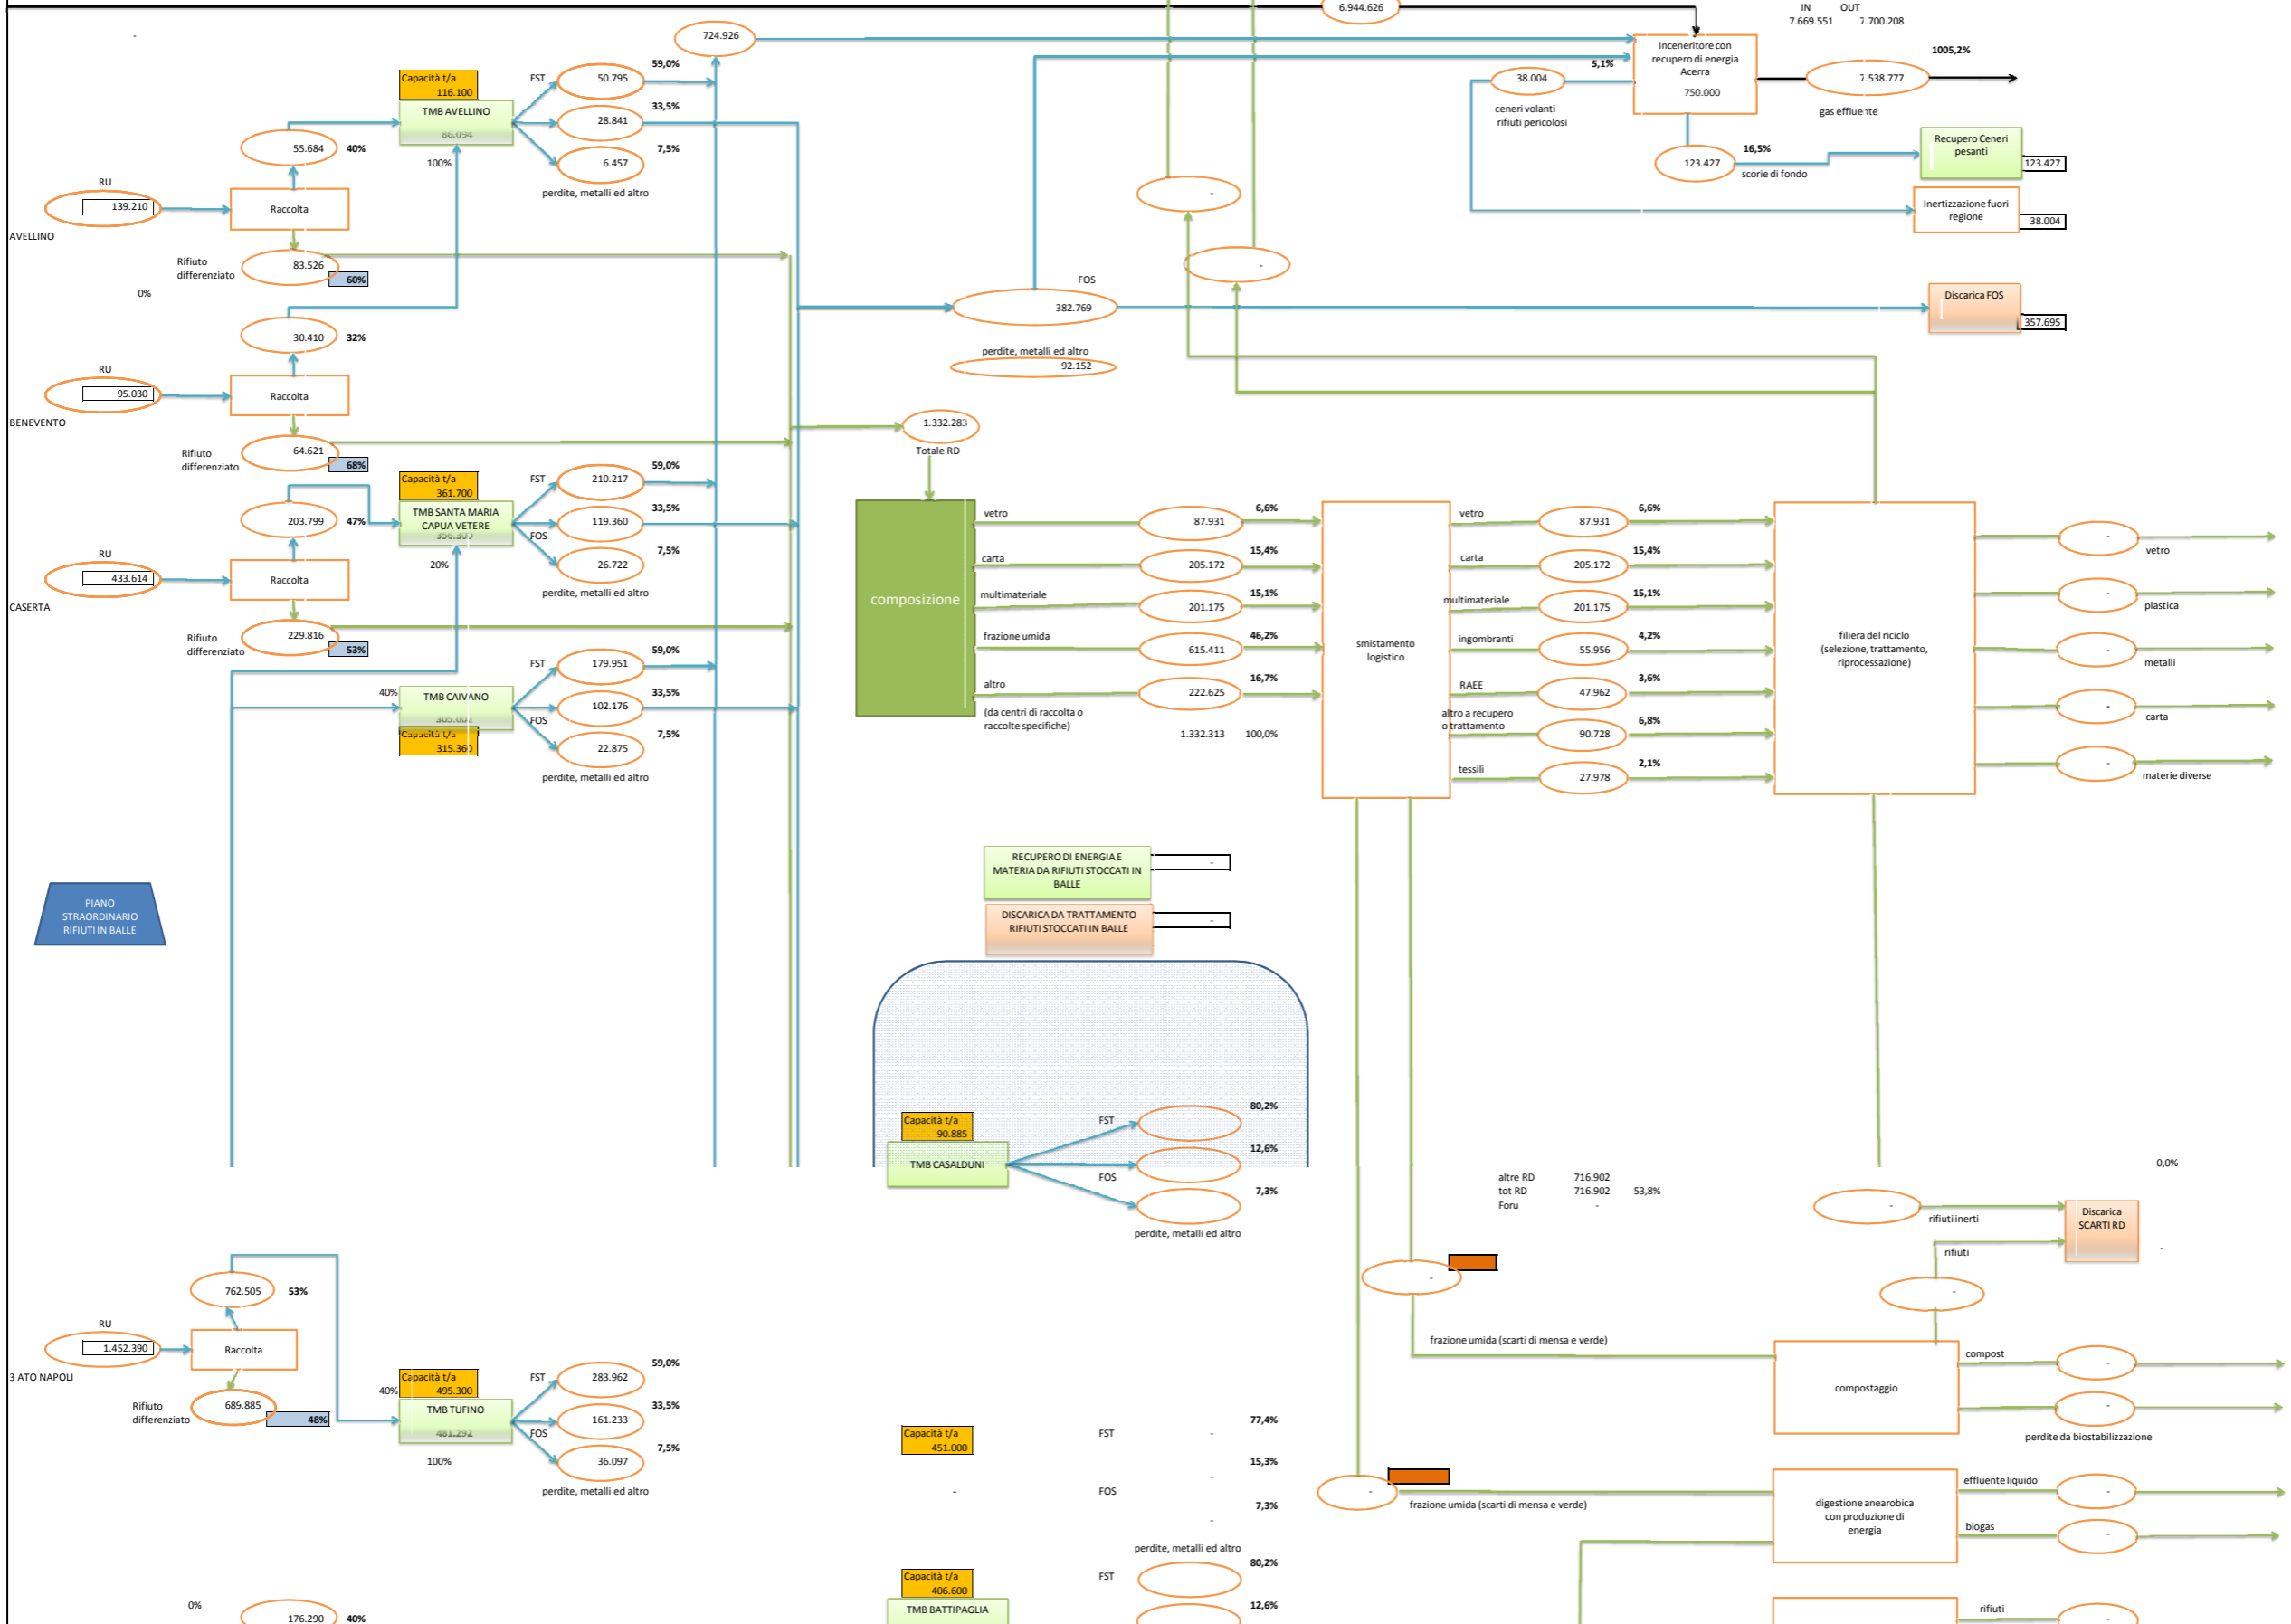 6.944.626
IN OUT
7.669.551 7.700.208
-
724.926
Inceneritore con
recupero di energia
Acerra
750.000
1005,2%
5,1%
38.004
7.538.777
ceneri volanti
rifiuti pericolosi
gas effluente
Capacità t/a
116.100
TMB AVELLINO
86.094
100%
FST
50.795
59,0%
28.841
33,5%
6.457
7,5%
perdite, metalli ed altro
55.684
40%
123.427
16,5%
scorie di fondo
Recupero Ceneri
pesanti
123.427
RU
139.210
Raccolta
AVELLINO
Inertizzazione fuori
regione
38.004
-
-
Rifiuto
differenziato
83.526
60%
0%
FOS
382.769
Discarica FOS
357.695
30.410
32%
perdite, metalli ed altro
92.152
RU
95.030
Raccolta
BENEVENTO
Rifiuto
differenziato
64.621
68%
1.332.283
Totale RD
Capacità t/a
361.700
TMB SANTA MARIA
CAPUA VETERE
356.300
20%
FST
210.217
59,0%
119.360
33,5%
FOS
26.722
7,5%
perdite, metalli ed altro
203.799
47%
RU
433.614
Raccolta
CASERTA
Rifiuto
differenziato
229.816
53%
composizione
vetro
87.931
6,6%
carta
205.172
15,4%
multimateriale
201.175
15,1%
frazione umida
615.411
46,2%
altro
222.625
16,7%
(da centri di raccolta o
raccolte specifiche)
1.332.313 100,0%
smistamento
logistico
vetro
87.931
6,6%
carta
205.172
15,4%
multimateriale
201.175
15,1%
ingombranti
55.956
4,2%
RAEE
47.962
3,6%
altro a recupero
o trattamento
90.728
6,8%
tessili
27.978
2,1%
filiera del riciclo
(selezione, trattamento,
riprocessazione)
-
vetro
-
plastica
-
metalli
-
carta
-
materie diverse
40%
TMB CAIVANO
305.002
Capacità t/a
315.360
FST
179.951
59,0%
102.176
33,5%
FOS
22.875
7,5%
perdite, metalli ed altro
RECUPERO DI ENERGIA E
MATERIA DA RIFIUTI STOCCATI IN
BALLE
-
DISCARICA DA TRATTAMENTO
RIFIUTI STOCCATI IN BALLE
-
PIANO
STRAORDINARIO
RIFIUTI IN BALLE
Capacità t/a
90.885
TMB CASALDUNI
FST
80,2%
12,6%
FOS
7,3%
perdite, metalli ed altro
altre RD 716.902
tot RD 716.902 53,8%
Foru -
0,0%
-
rifiuti inerti
Discarica
SCARTI RD
-
rifiuti
-
-
762.505
53%
RU
1.452.390
Raccolta
3 ATO NAPOLI
Rifiuto
differenziato
689.885
48%
40%
Capacità t/a
495.300
TMB TUFINO
481.292
100%
FST
283.962
59,0%
161.233
33,5%
FOS
36.097
7,5%
perdite, metalli ed altro
frazione umida (scarti di mensa e verde)
compostaggio
compost
-
-
perdite da biostabilizzazione
Capacità t/a
451.000
FST
-
77,4%
-
15,3%
-
FOS
-
7,3%
perdite, metalli ed altro
-
frazione umida (scarti di mensa e verde)
digestione anearobica
con produzione di
energia
effluente liquido
-
biogas
-
Capacità t/a
406.600
TMB BATTIPAGLIA
FST
80,2%
12,6%
0%
176.290
40%
rifiuti
-